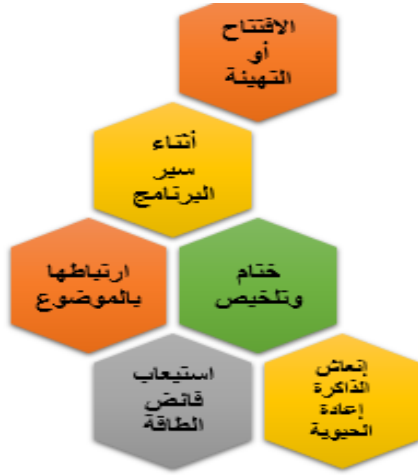 الافتتاح
أو
التهيئة
أثناء
سير
البرنامج
ختام
وتلخيص
ارتباطها
بالموضوع
إنعاش
الذاكرة
إعادة
الحيوية
استيعاب
فائض
الطاقة